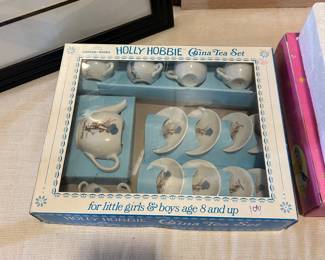 HOLLY HOBBIE China Tea Set
for little girls & boys age 8 and up
HOLLY HOBBIE China Tea Set